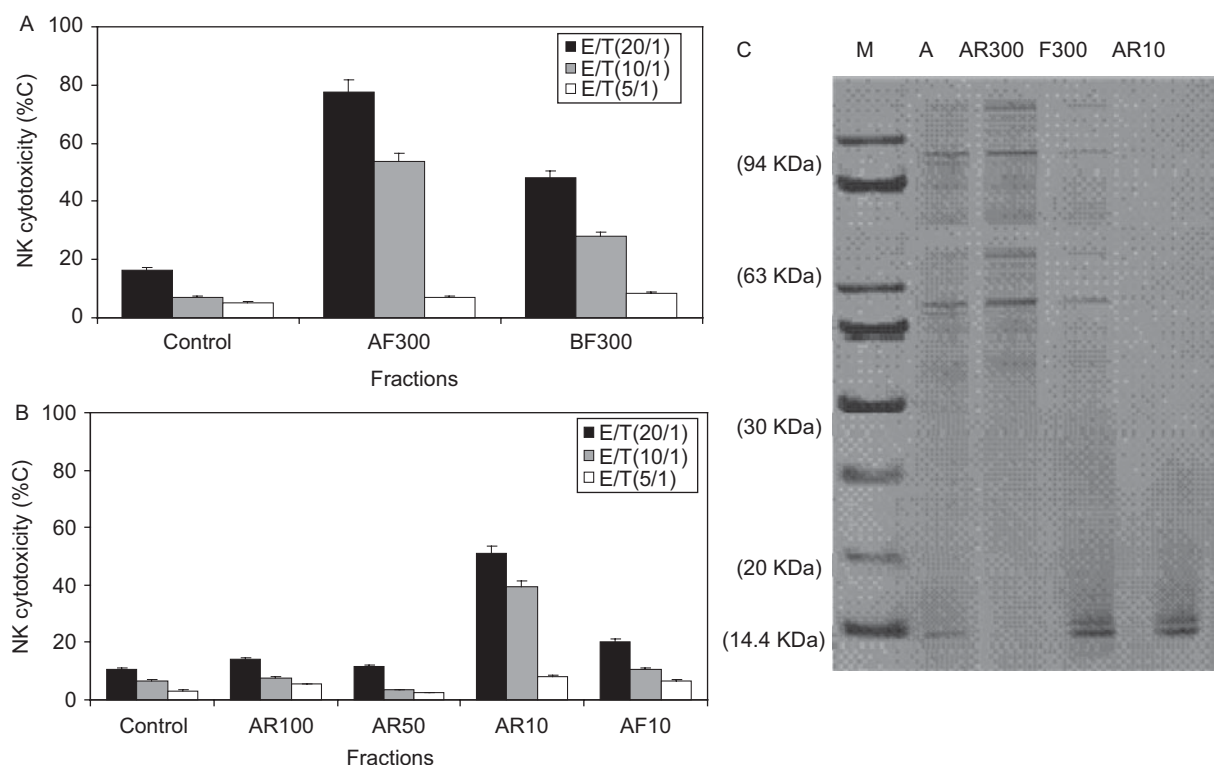 A
NK cytotoxicity (%C)
100
80
60
40
20
0
E/T(20/1)
E/T(10/1)
E/T(5/1)
Control AF300 BF300
Fractions
B
NK cytotoxicity (%C)
100
80
60
40
20
0
E/T(20/1)
E/T(10/1)
E/T(5/1)
Control AR100 AR50 AR10 AF10
Fractions
C M A AR300 F300 AR10
(94 KDa)
(63 KDa)
(30 KDa)
(20 KDa)
(14.4 KDa)